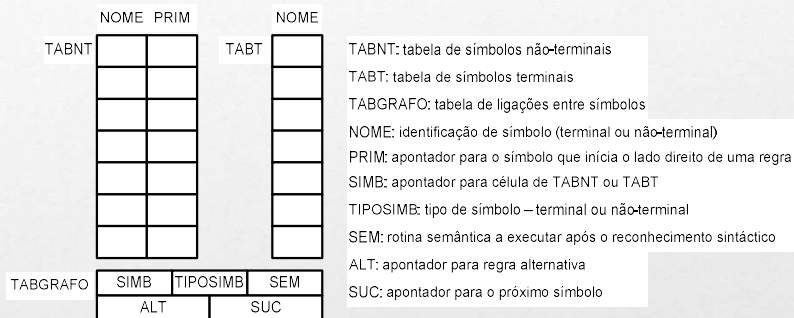 NOME PRIM NOME
TABNT TABT
TABNT: tabela de símbolos não-terminais
TABT: tabela de símbolos terminais
TABGRAFO: tabela de ligações entre símbolos
NOME: identificação de símbolo (terminal ou não-terminal)
PRIM: apontador para o símbolo que inícia o lado direito de uma regra
SIMB: apontador para célula de TABNT ou TABT
TIPOSIMB: tipo de símbolo – terminal ou não-terminal
SEM: rotina semântica a executar após o reconhecimento sintáctico
ALT: apontador para regra alternativa
SUC: apontador para o próximo símbolo
TABGRAFO SIMB TIPOSIMB SEM
ALT SUC